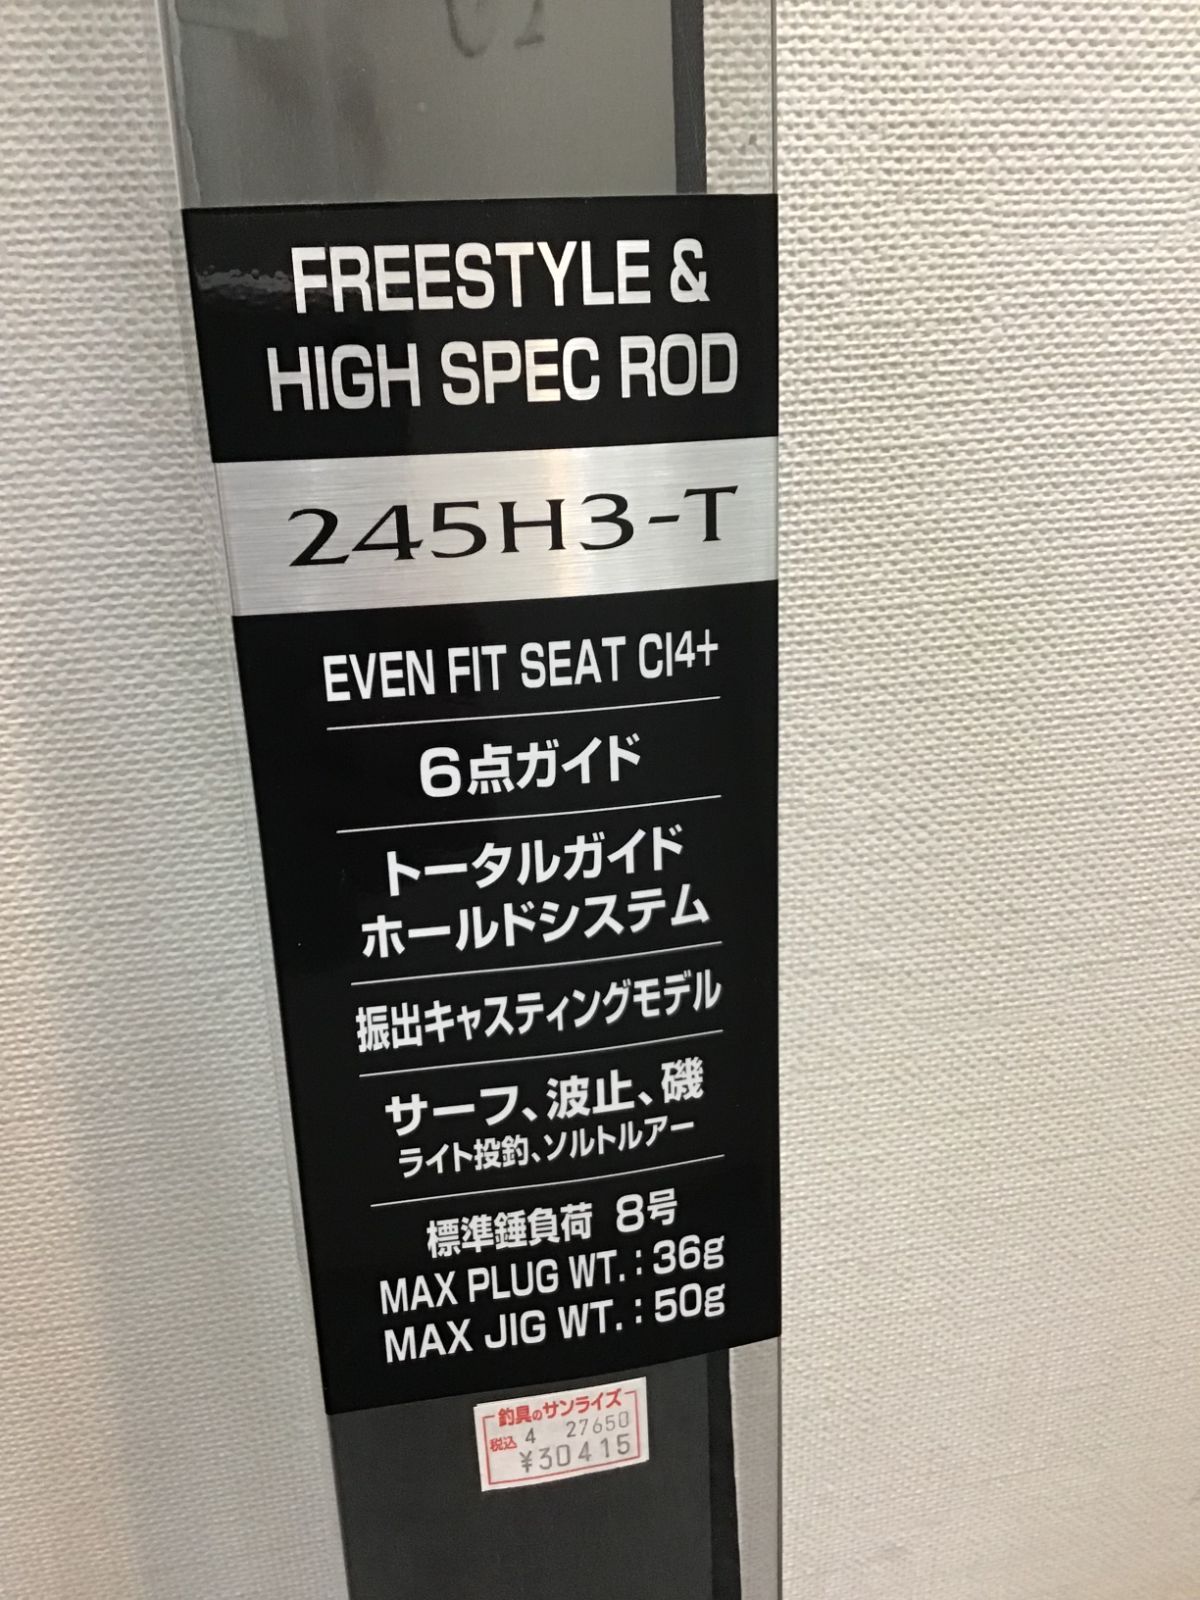 FREESTYLE &
HIGH SPEC ROD
245H3-T
EVEN FIT SEAT CI4+
6点ガイド
トータルガイド
ホールドシステム
振出キャスティングモデル
サーフ、波止、磯
ライト投釣、ソルトルアー
標準錘負荷 8号
MAX PLUG WT.：36g
MAX JIG WT.：50g
釣具のサンライズ
税込 4 27650
¥30415